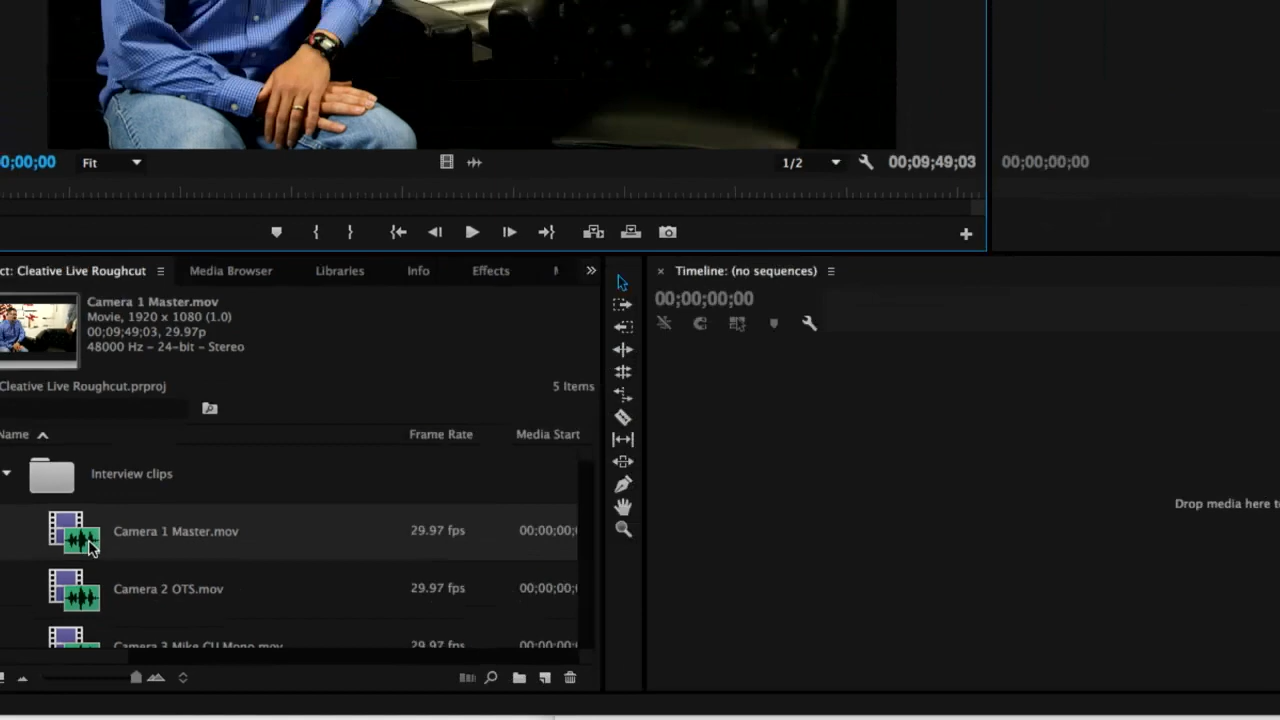 0;00;00
Fit
1/2
00;09;49;03
00;00;00;00
ct: Cleative Live Roughcut
Media Browser
Libraries
Info
Effects
Timeline: (no sequences)
Camera 1 Master.mov
Movie, 1920 x 1080 (1.0)
00;09;49;03, 29.97p
48000 Hz - 24-bit - Stereo
00;00;00;00
Cleative Live Roughcut.prproj
5 Items
Name
Frame Rate
Media Start
Interview clips
Camera 1 Master.mov
29.97 fps
00;00;00;
Drop media here t
Camera 2 OTS.mov
29.97 fps
00;00;00;
Camera 3 Mike CU Mono.mov
29.97 fps
00;00;00;